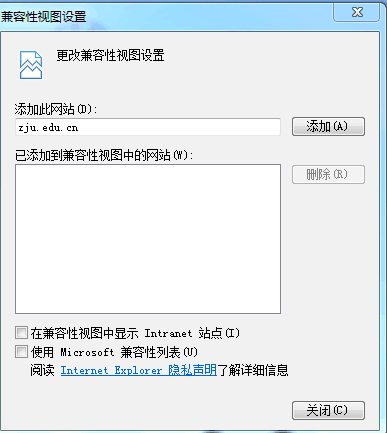 兼容性视图设置
更改兼容性视图设置
添加此网站(D):
zju.edu.cn
添加(A)
已添加到兼容性视图中的网站(W):
删除(R)
在兼容性视图中显示 Intranet 站点(I)
使用 Microsoft 兼容性列表(U)
阅读 Internet Explorer 隐私声明了解详细信息
关闭(C)